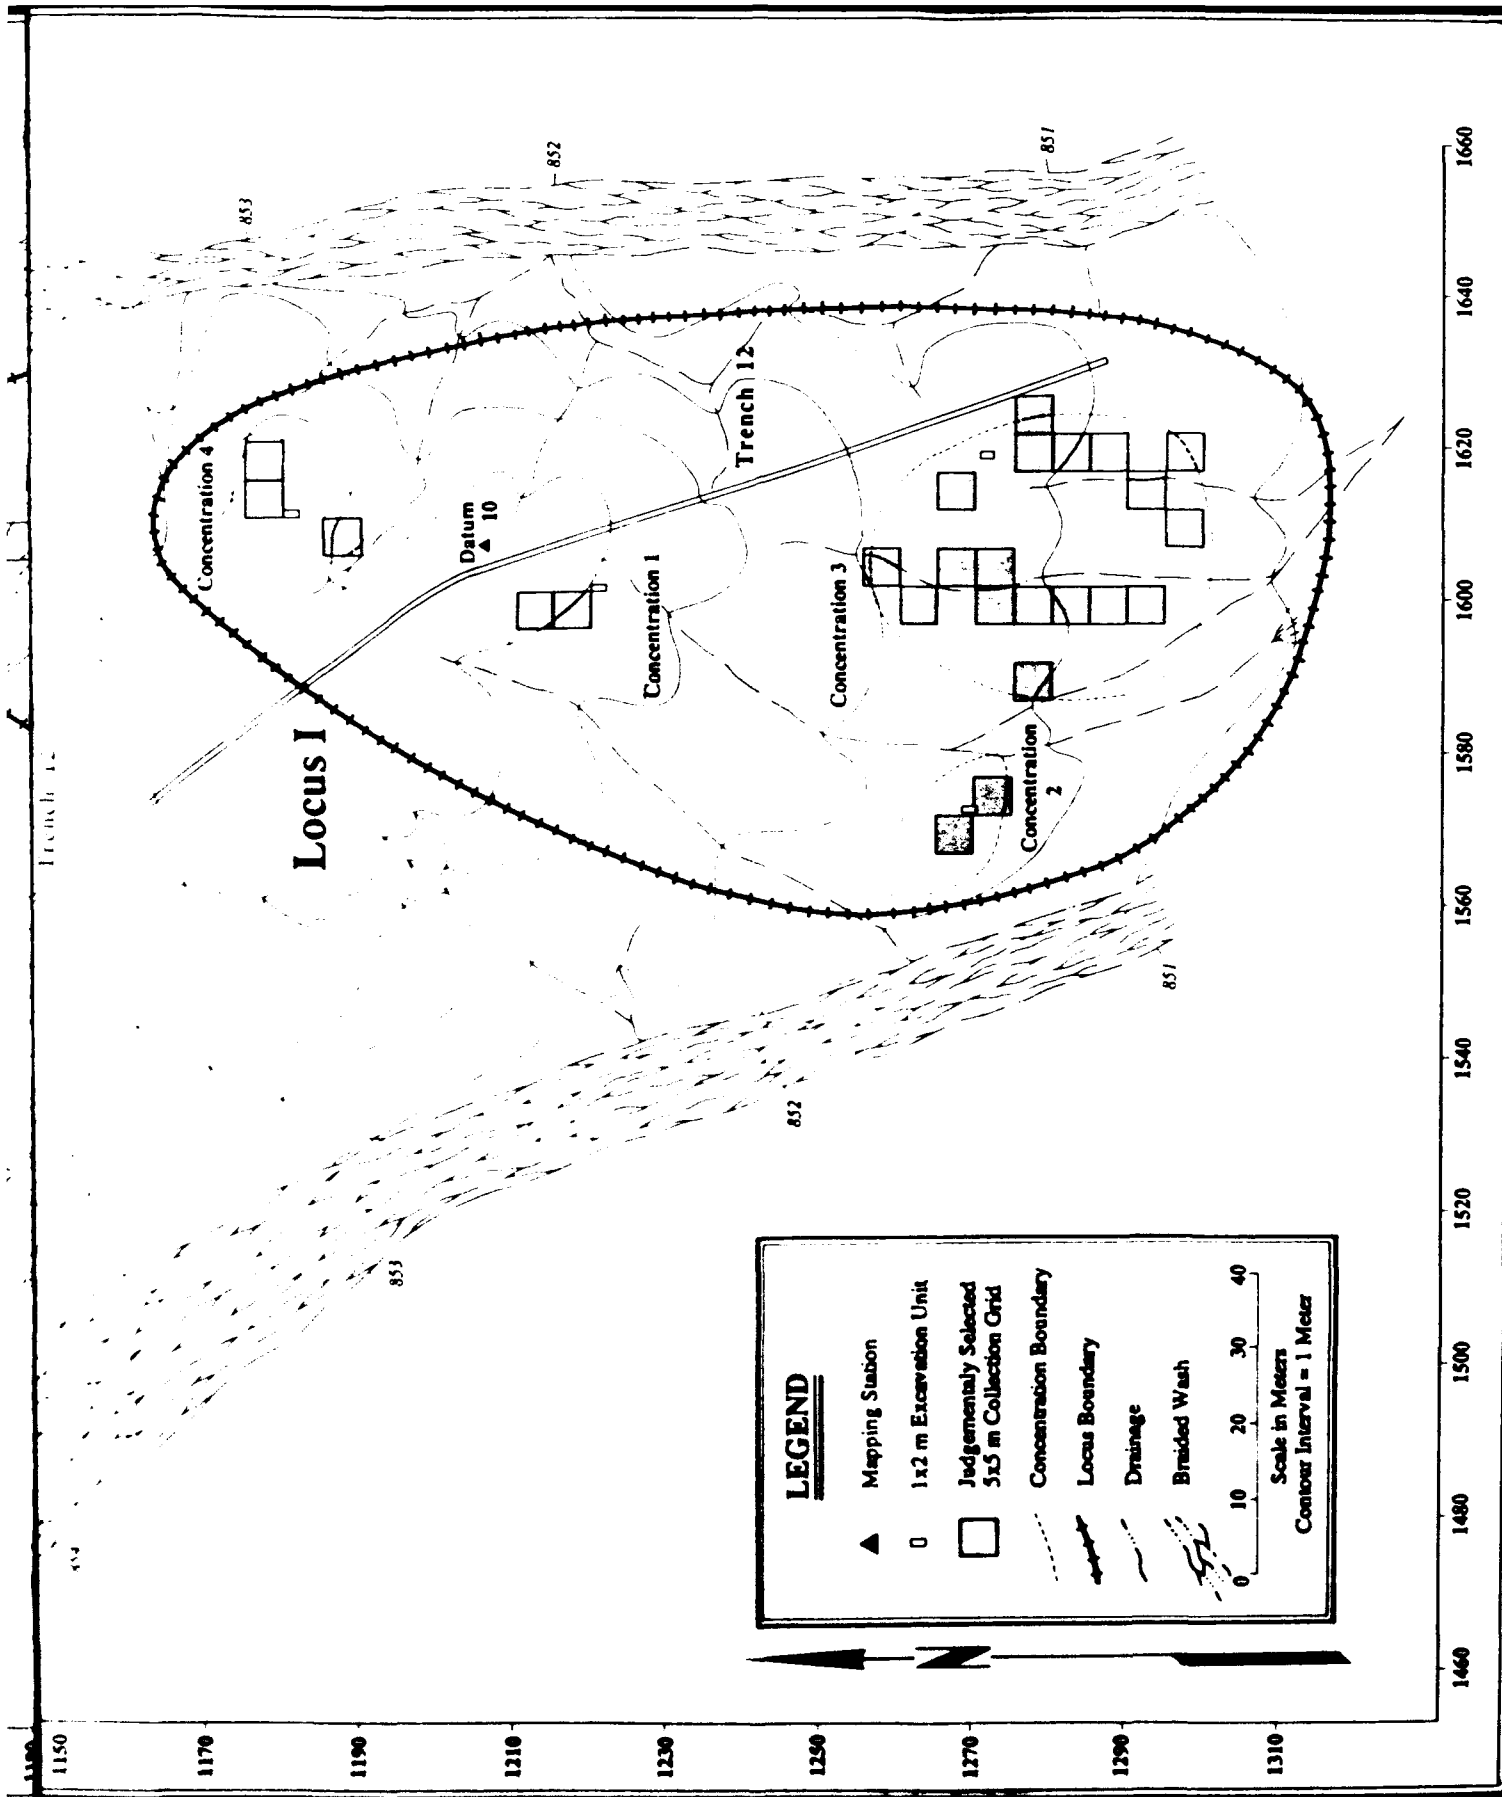 Trench 12
Locus I
Concentration 4
Datum
10
Concentration 1
Trench 12
Concentration 3
Concentration
2
853
852
851
853
852
851
LEGEND
Mapping Station
1x2 m Excavation Unit
Judgementaly Selected
5x5 m Collection Grid
Concentration Boundary
Locus Boundary
Drainage
Braided Wash
0 10 20 30 40
Scale in Meters
Contour Interval = 1 Meter
N
1150
1170
1190
1210
1230
1250
1270
1290
1310
1460 1480 1500 1520 1540 1560 1580 1600 1620 1640 1660